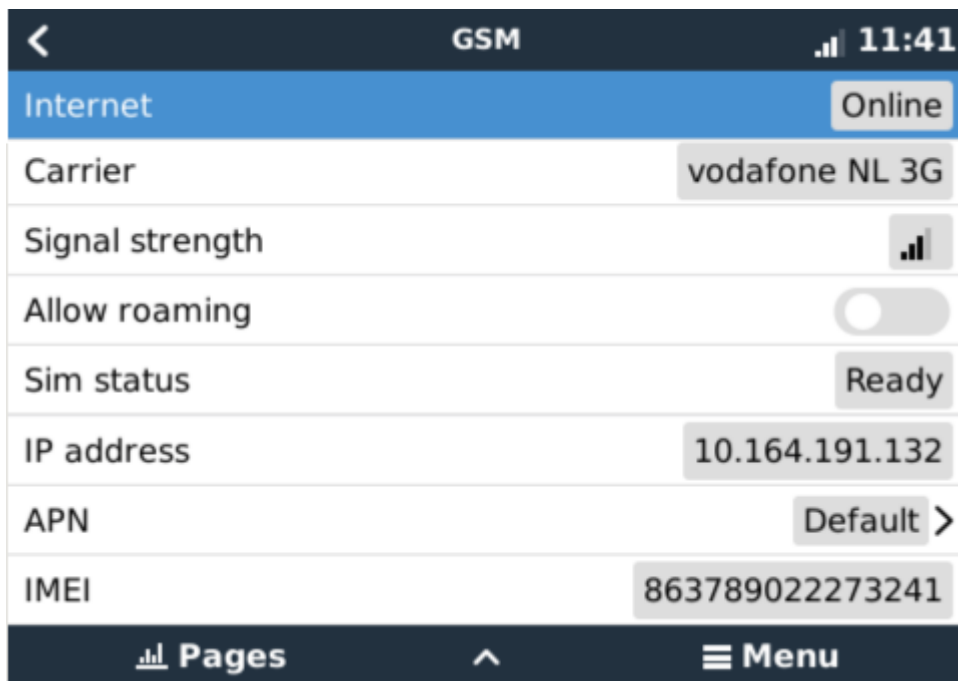 GSM 11:41
Internet Online
Carrier vodafone NL 3G
Signal strength
Allow roaming
Sim status Ready
IP address 10.164.191.132
APN Default
IMEI 863789022273241
Pages Menu